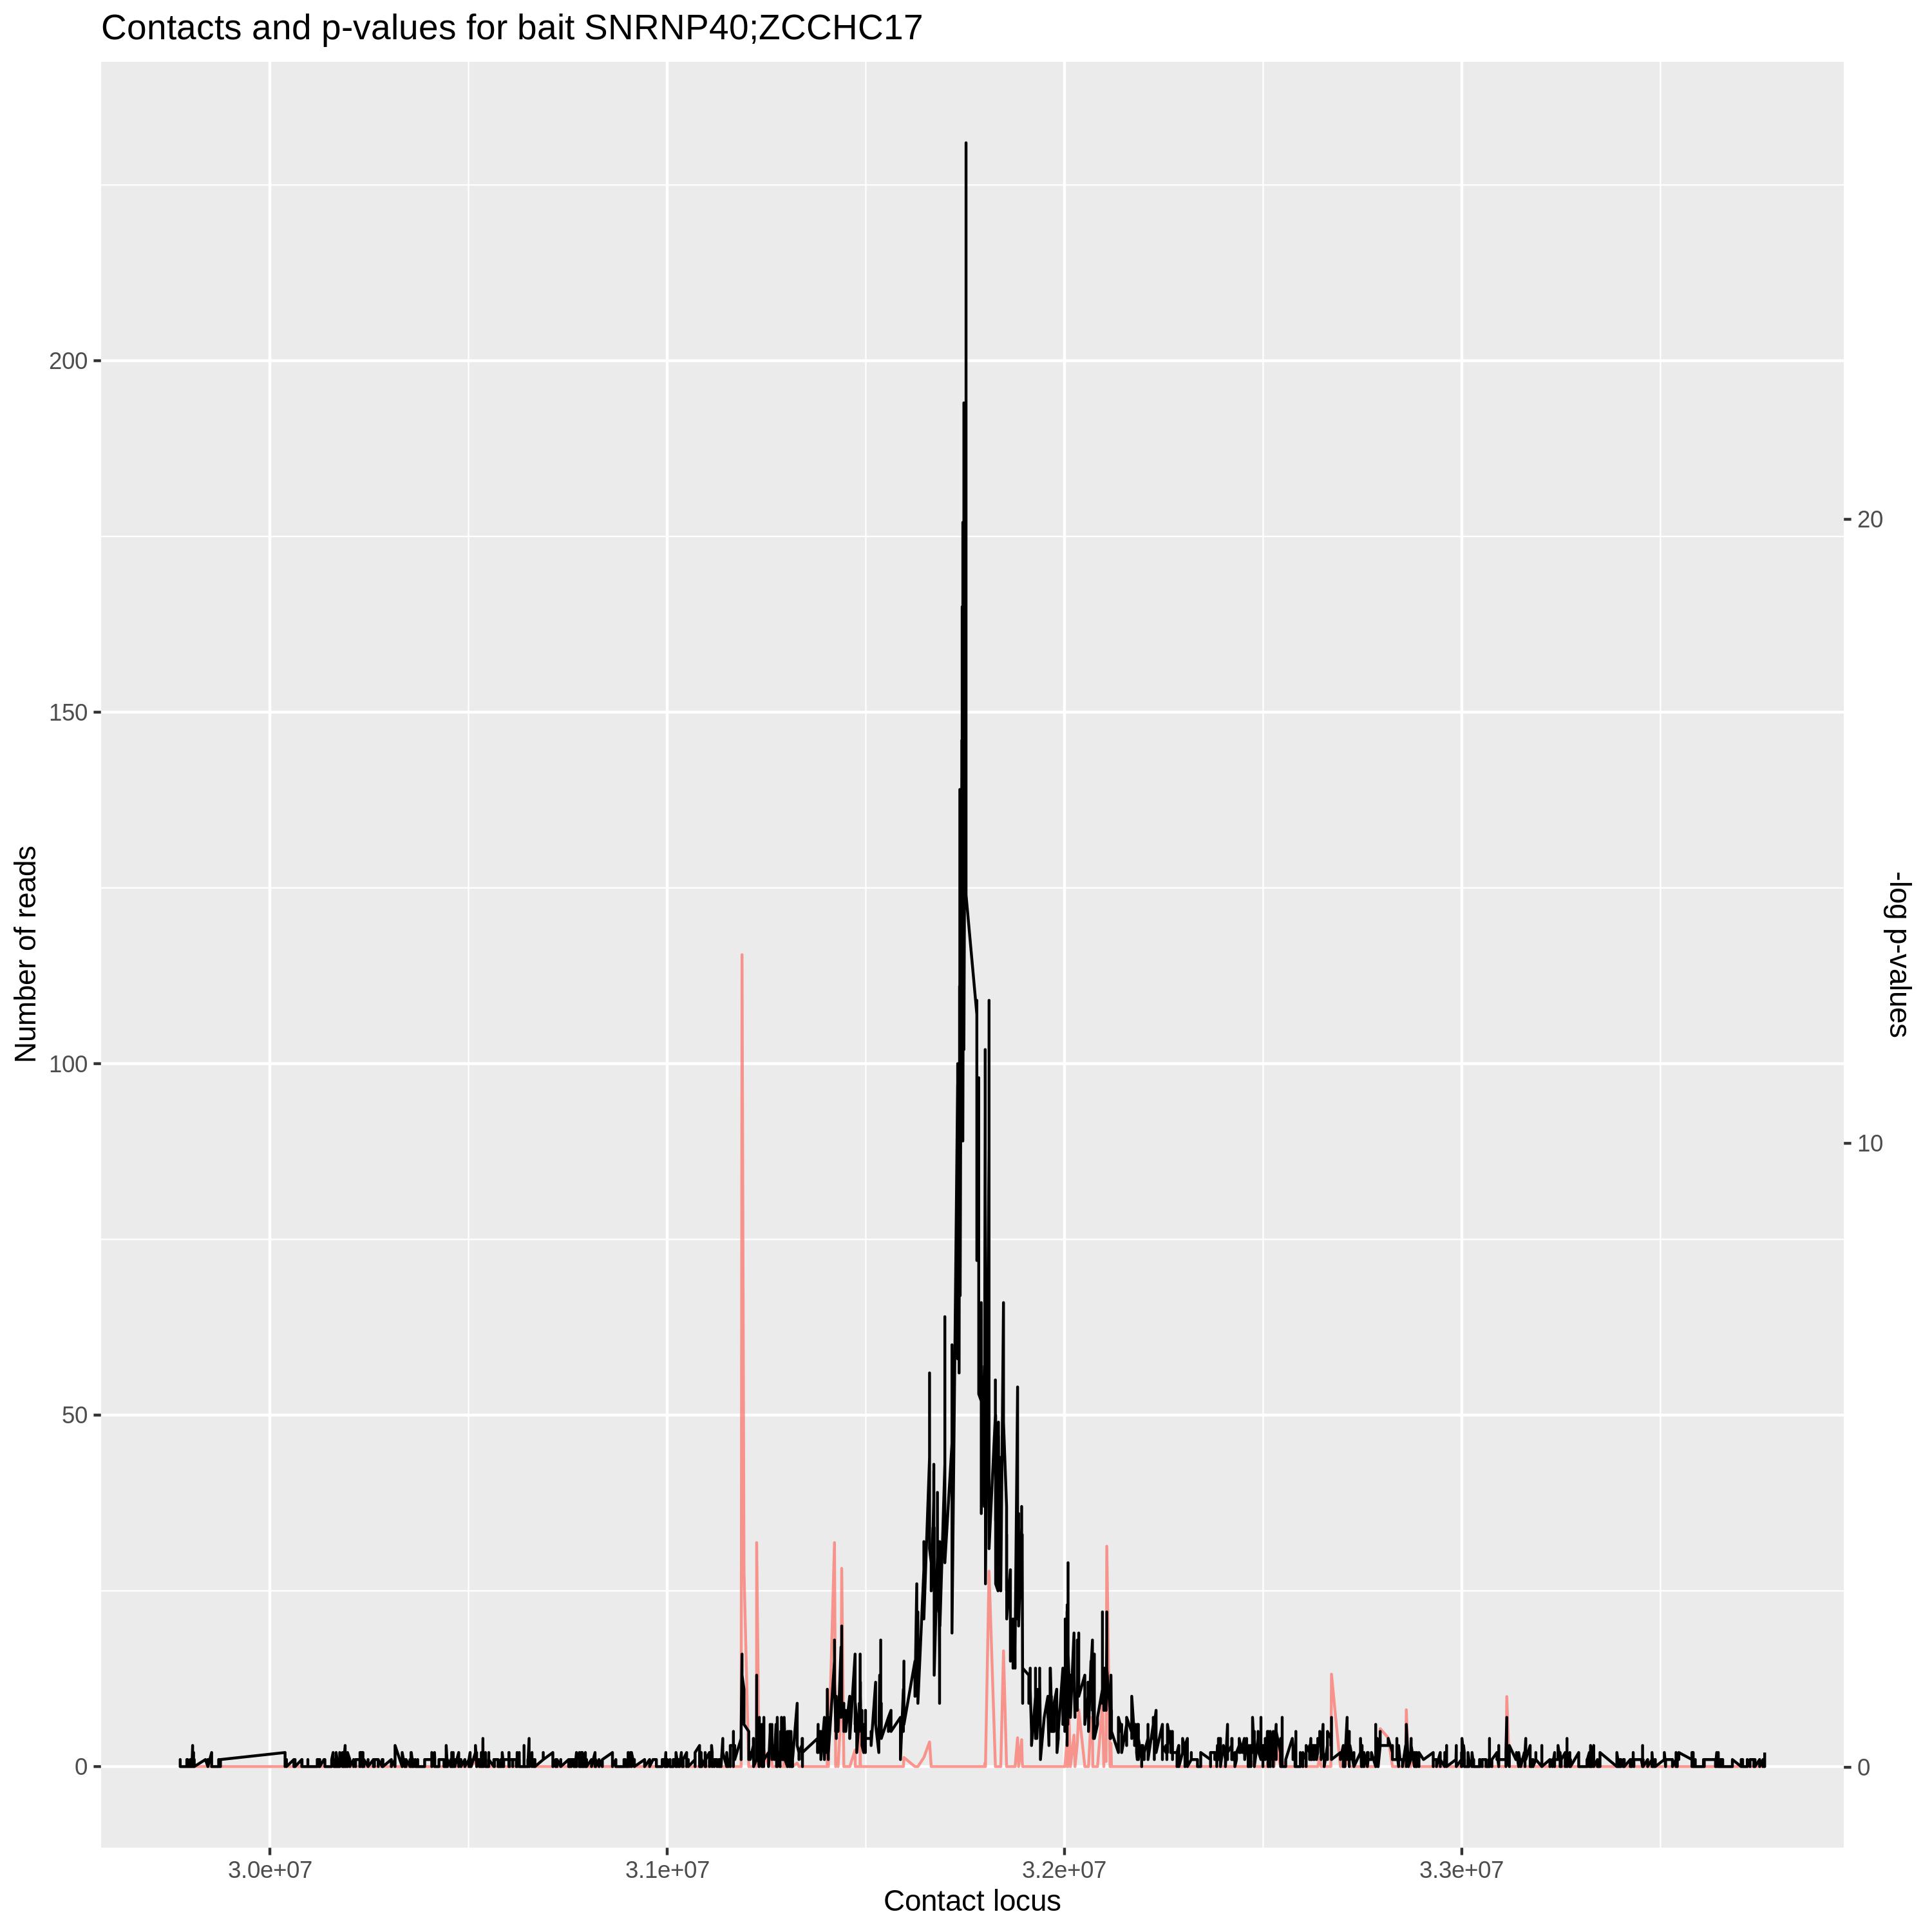 Contacts and p-values for bait SNRNP40;ZCCHC17
Number of reads
200
150
100
50
0
20
10
0
-log p-values
3.0e+07
3.1e+07
3.2e+07
3.3e+07
Contact locus